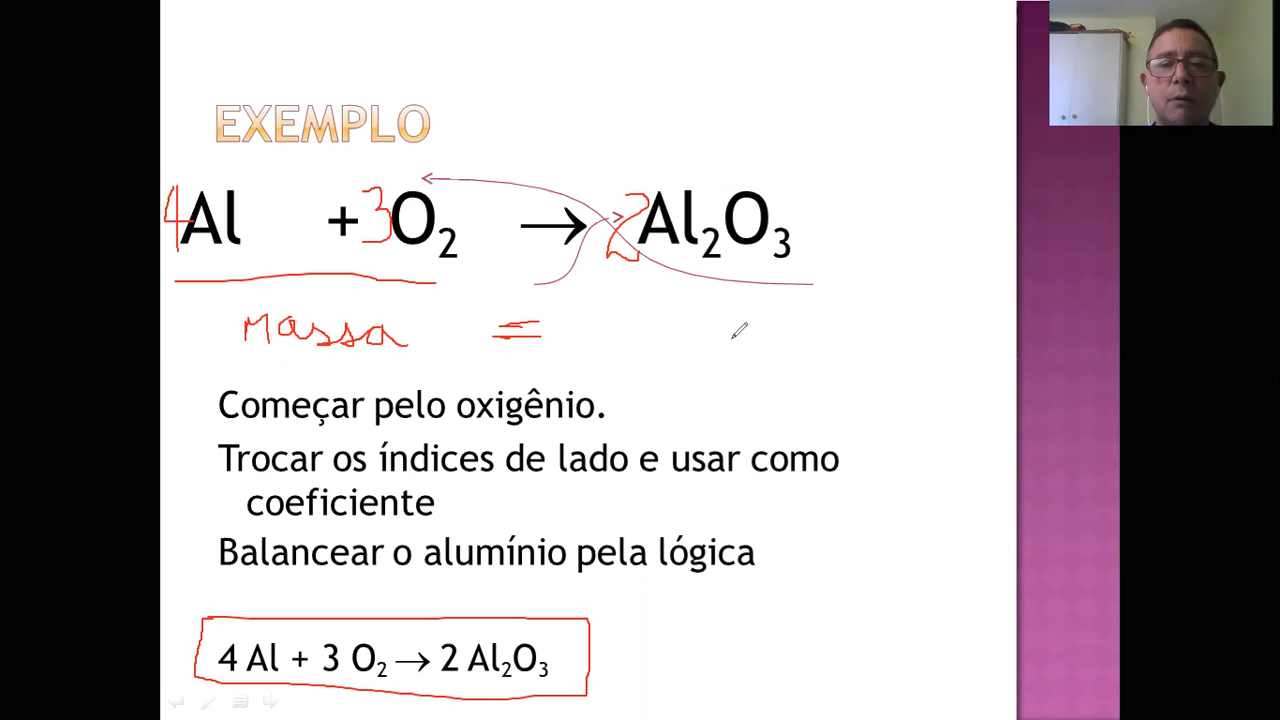 EXEMPLO
4Al + 3O₂ → 2Al₂O₃
Massa =
Começar pelo oxigênio.
Trocar os índices de lado e usar como
coeficiente
Balancear o alumínio pela lógica
4 Al + 3 O₂ → 2 Al₂O₃